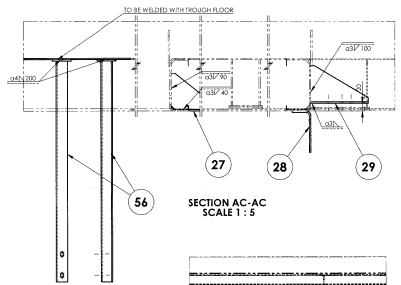 TO BE WELDED WITH TROUGH FLOOR
a4 200
a3 90
a3 40
a3 100
20
a3
27
28
29
56
SECTION AC-AC
SCALE 1 : 5